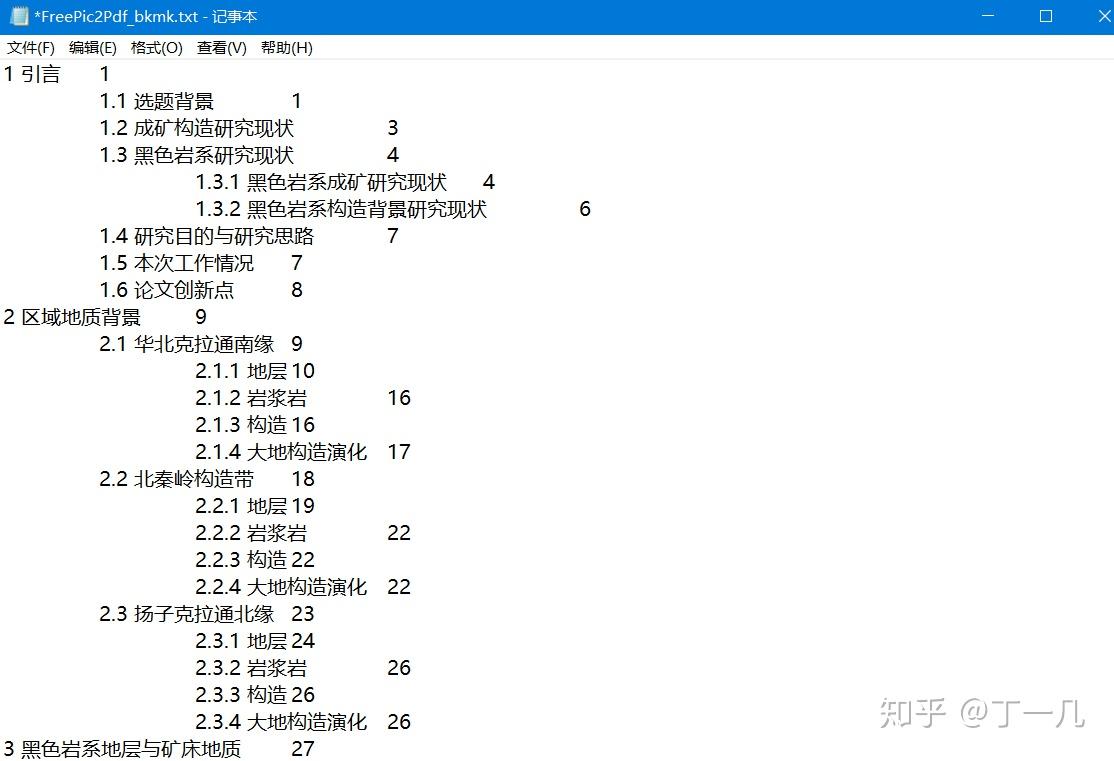 *FreePic2Pdf_bkmk.txt - 记事本
文件(F) 编辑(E) 格式(O) 查看(V) 帮助(H)
1 引言 1
1.1 选题背景 1
1.2 成矿构造研究现状 3
1.3 黑色岩系研究现状 4
1.3.1 黑色岩系成矿研究现状 4
1.3.2 黑色岩系构造背景研究现状 6
1.4 研究目的与研究思路 7
1.5 本次工作情况 7
1.6 论文创新点 8
2 区域地质背景 9
2.1 华北克拉通南缘 9
2.1.1 地层 10
2.1.2 岩浆岩 16
2.1.3 构造 16
2.1.4 大地构造演化 17
2.2 北秦岭构造带 18
2.2.1 地层 19
2.2.2 岩浆岩 22
2.2.3 构造 22
2.2.4 大地构造演化 22
2.3 扬子克拉通北缘 23
2.3.1 地层 24
2.3.2 岩浆岩 26
2.3.3 构造 26
2.3.4 大地构造演化 26
3 黑色岩系地层与矿床地质 27
知乎 @丁一几